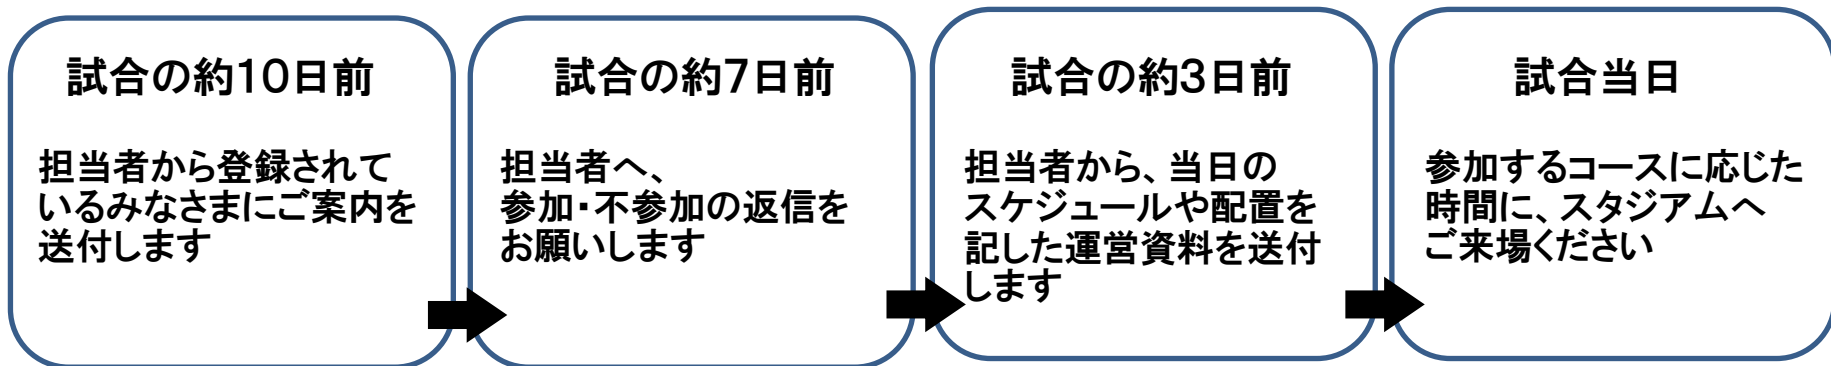 試合の約10日前
担当者から登録されて
いるみなさまにご案内を
送付します
試合の約7日前
担当者へ、
参加・不参加の返信を
お願いします
試合の約3日前
担当者から、当日の
スケジュールや配置を
記した運営資料を送付
します
試合当日
参加するコースに応じた
時間に、スタジアムへ
ご来場ください